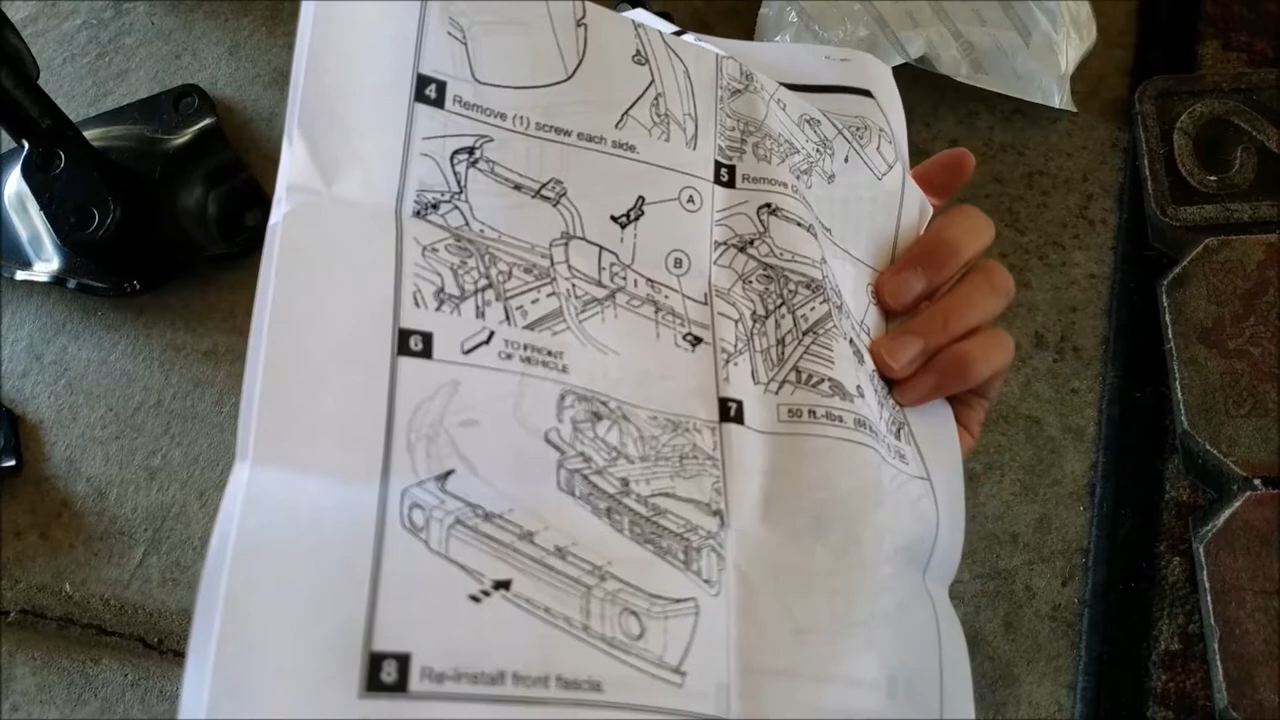 4
Remove (1) screw each side.
5
Remove
A
B
6
TO FRONT
OF VEHICLE
7
50 ft.-lbs.
8
Re-install front fascia.